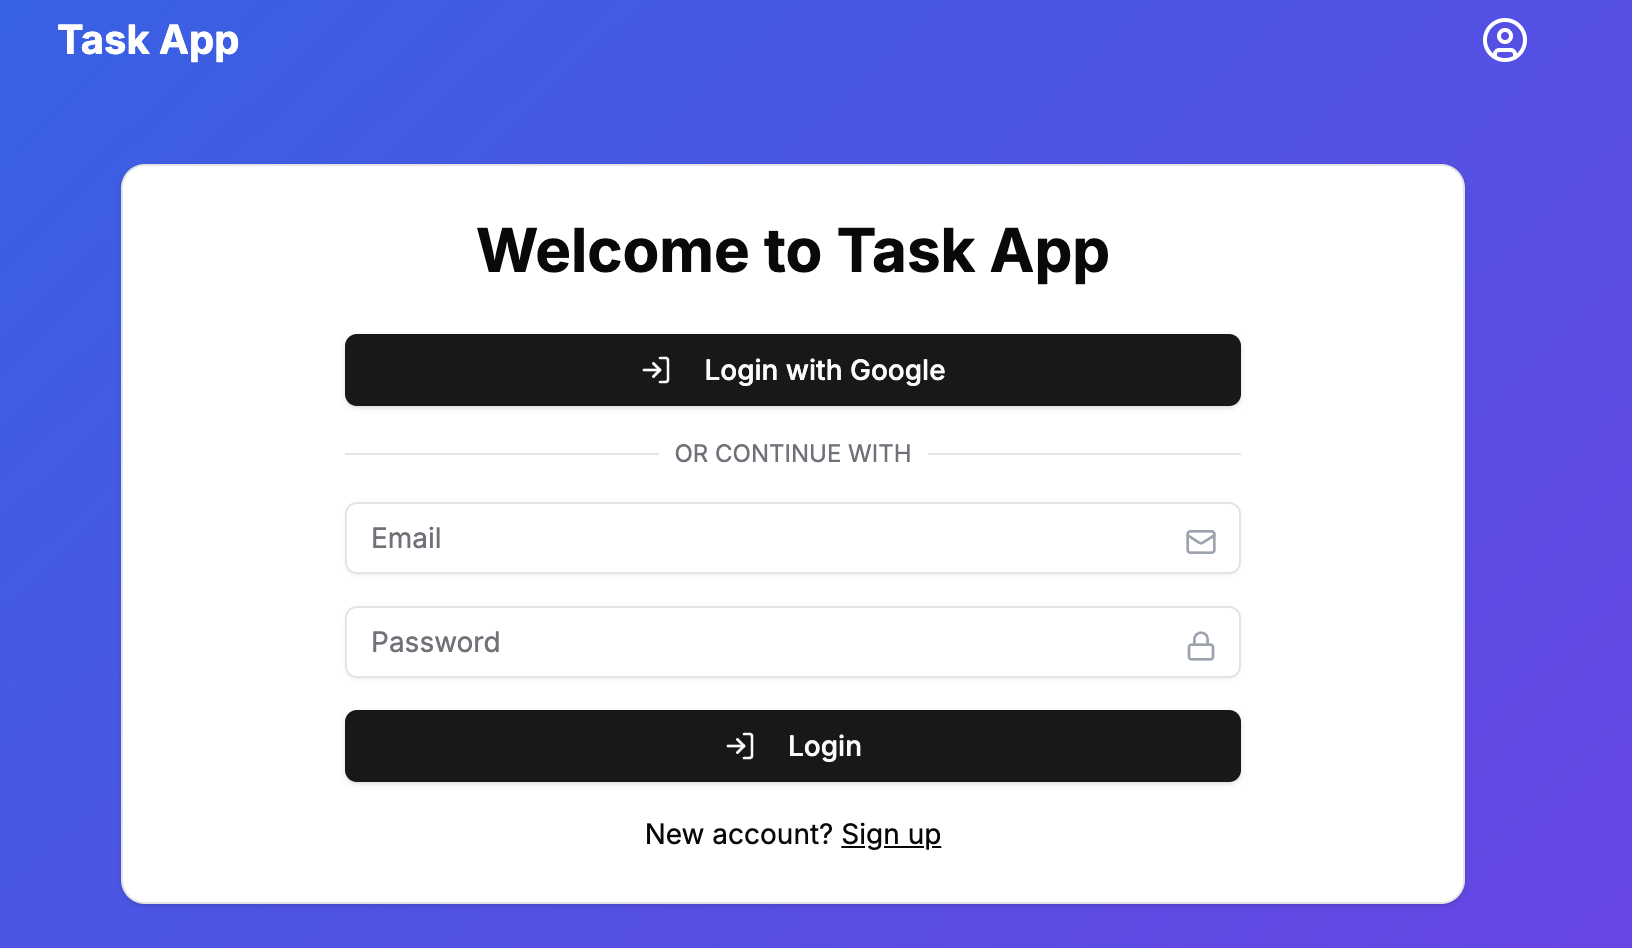 Task App
Welcome to Task App
Login with Google
OR CONTINUE WITH
Email
Password
Login
New account? Sign up